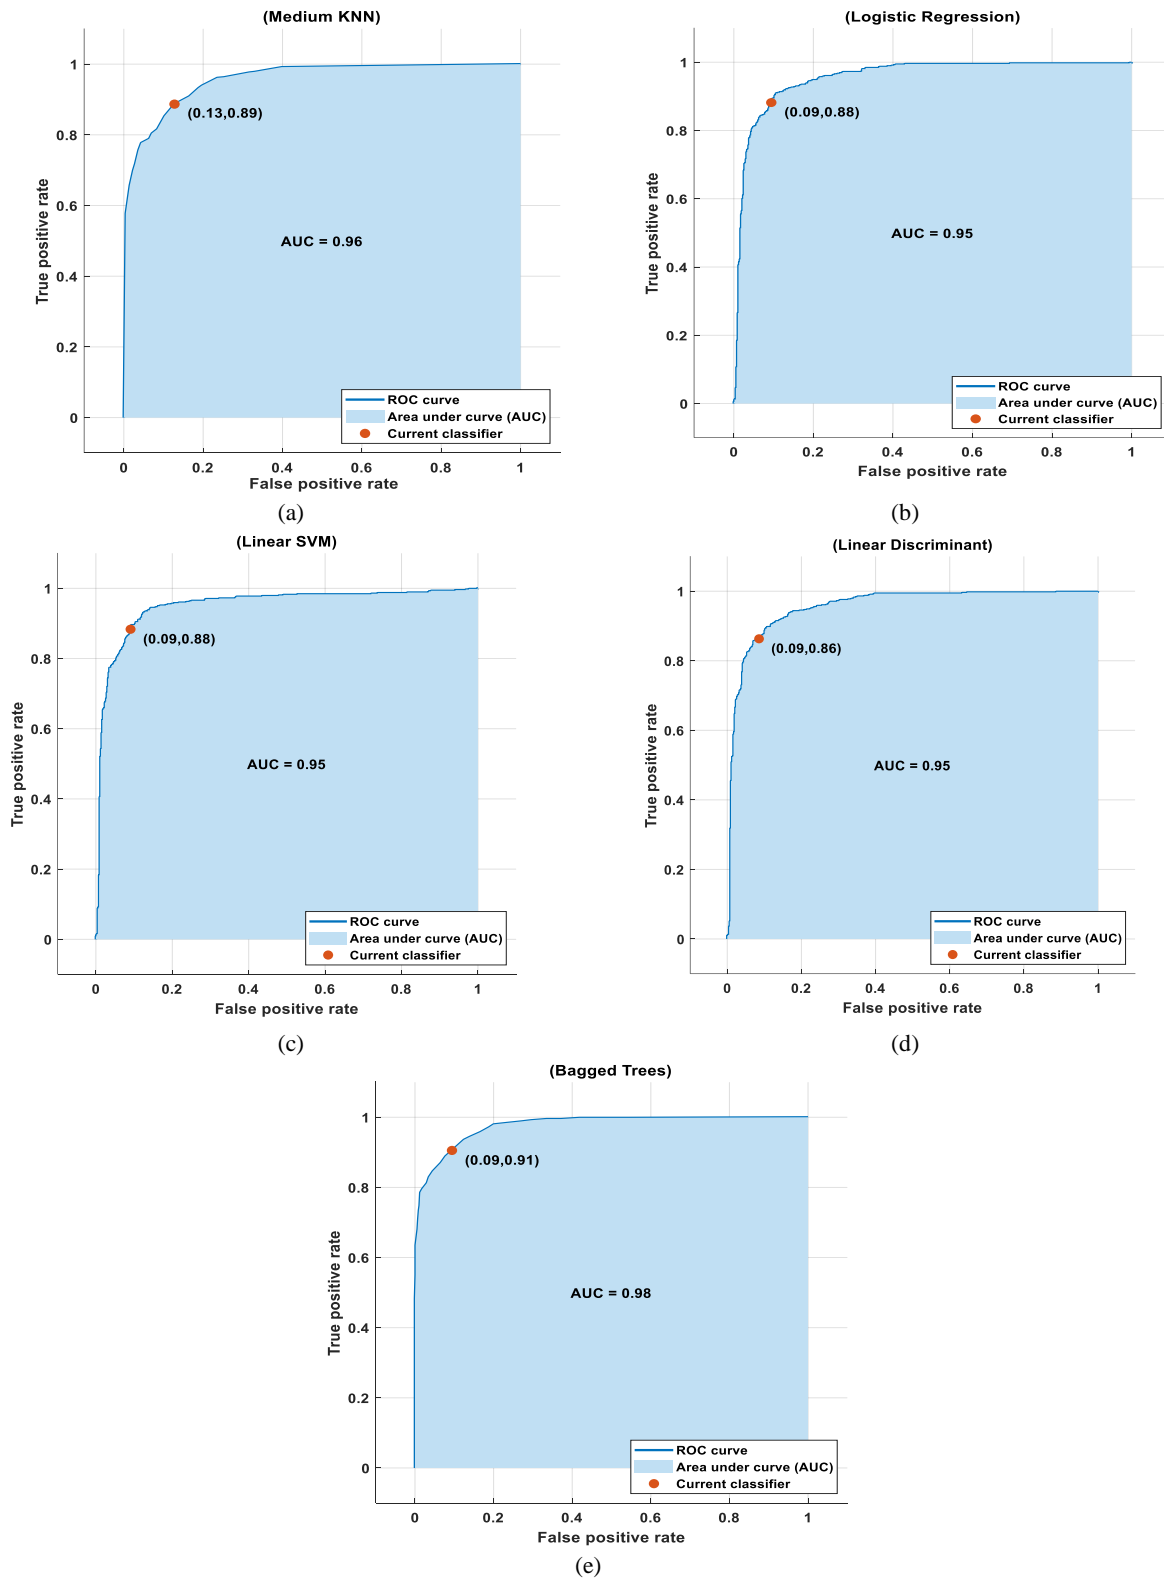 (Medium KNN)
1
0.8
0.6
0.4
0.2
0
True positive rate
(0.13,0.89)
AUC = 0.96
ROC curve
Area under curve (AUC)
Current classifier
0 0.2 0.4 0.6 0.8 1
False positive rate
(a)
(Logistic Regression)
1
0.8
0.6
0.4
0.2
0
True positive rate
(0.09,0.88)
AUC = 0.95
ROC curve
Area under curve (AUC)
Current classifier
0 0.2 0.4 0.6 0.8 1
False positive rate
(b)
(Linear SVM)
1
0.8
0.6
0.4
0.2
0
True positive rate
(0.09,0.88)
AUC = 0.95
ROC curve
Area under curve (AUC)
Current classifier
0 0.2 0.4 0.6 0.8 1
False positive rate
(c)
(Linear Discriminant)
1
0.8
0.6
0.4
0.2
0
True positive rate
(0.09,0.86)
AUC = 0.95
ROC curve
Area under curve (AUC)
Current classifier
0 0.2 0.4 0.6 0.8 1
False positive rate
(d)
(Bagged Trees)
1
0.8
0.6
0.4
0.2
0
True positive rate
(0.09,0.91)
AUC = 0.98
ROC curve
Area under curve (AUC)
Current classifier
0 0.2 0.4 0.6 0.8 1
False positive rate
(e)